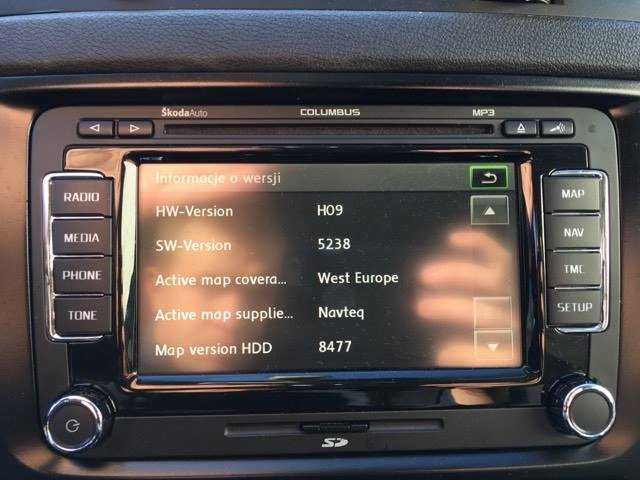 ŠkodaAuto COLUMBUS MP3
RADIO
MEDIA
PHONE
TONE
Informacje o wersji
HW-Version H09
SW-Version 5238
Active map covera... West Europe
Active map supplie... Navteq
Map version HDD 8477
MAP
NAV
TMC
SETUP
SD